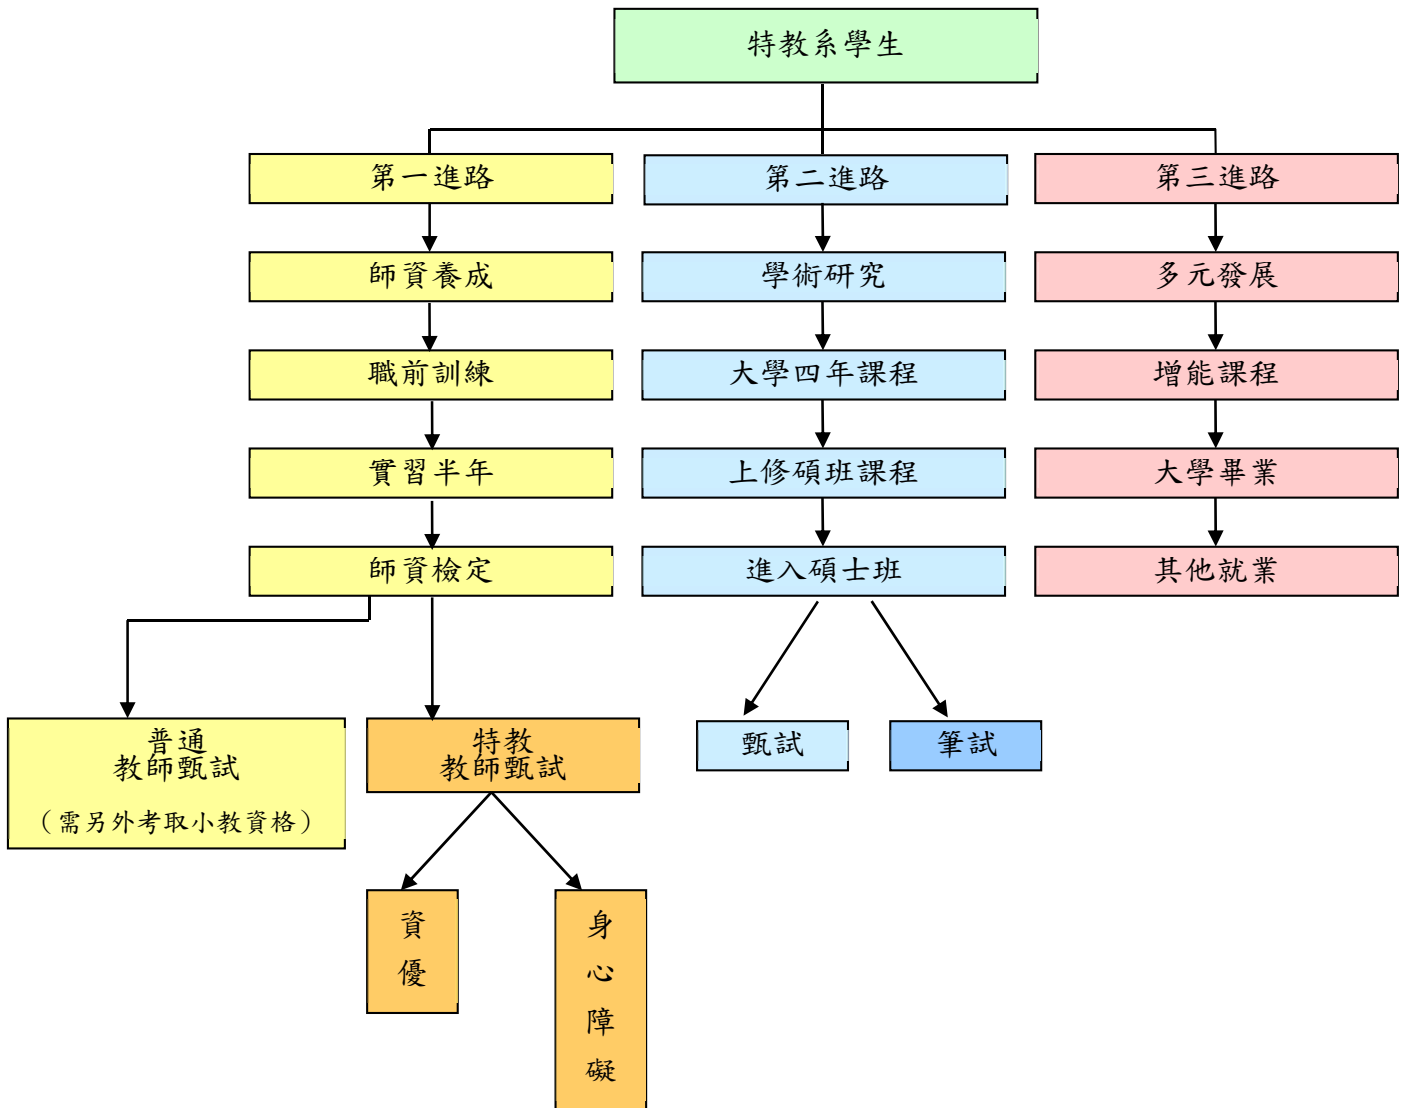 特教系學生
第一進路
第二進路
第三進路
師資養成
學術研究
多元發展
職前訓練
大學四年課程
增能課程
實習半年
上修碩班課程
大學畢業
師資檢定
進入碩士班
其他就業
普通
教師甄試
（需另外考取小教資格）
特教
教師甄試
甄試
筆試
資優
身心障礙